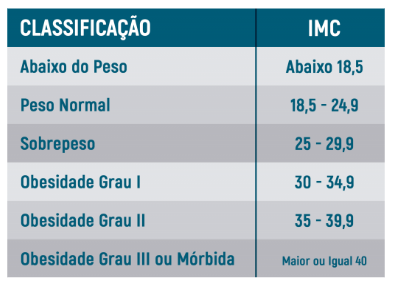 CLASSIFICAÇÃO IMC
Abaixo do Peso Abaixo 18,5
Peso Normal 18,5 - 24,9
Sobrepeso 25 - 29,9
Obesidade Grau I 30 - 34,9
Obesidade Grau II 35 - 39,9
Obesidade Grau III ou Mórbida Maior ou Igual 40